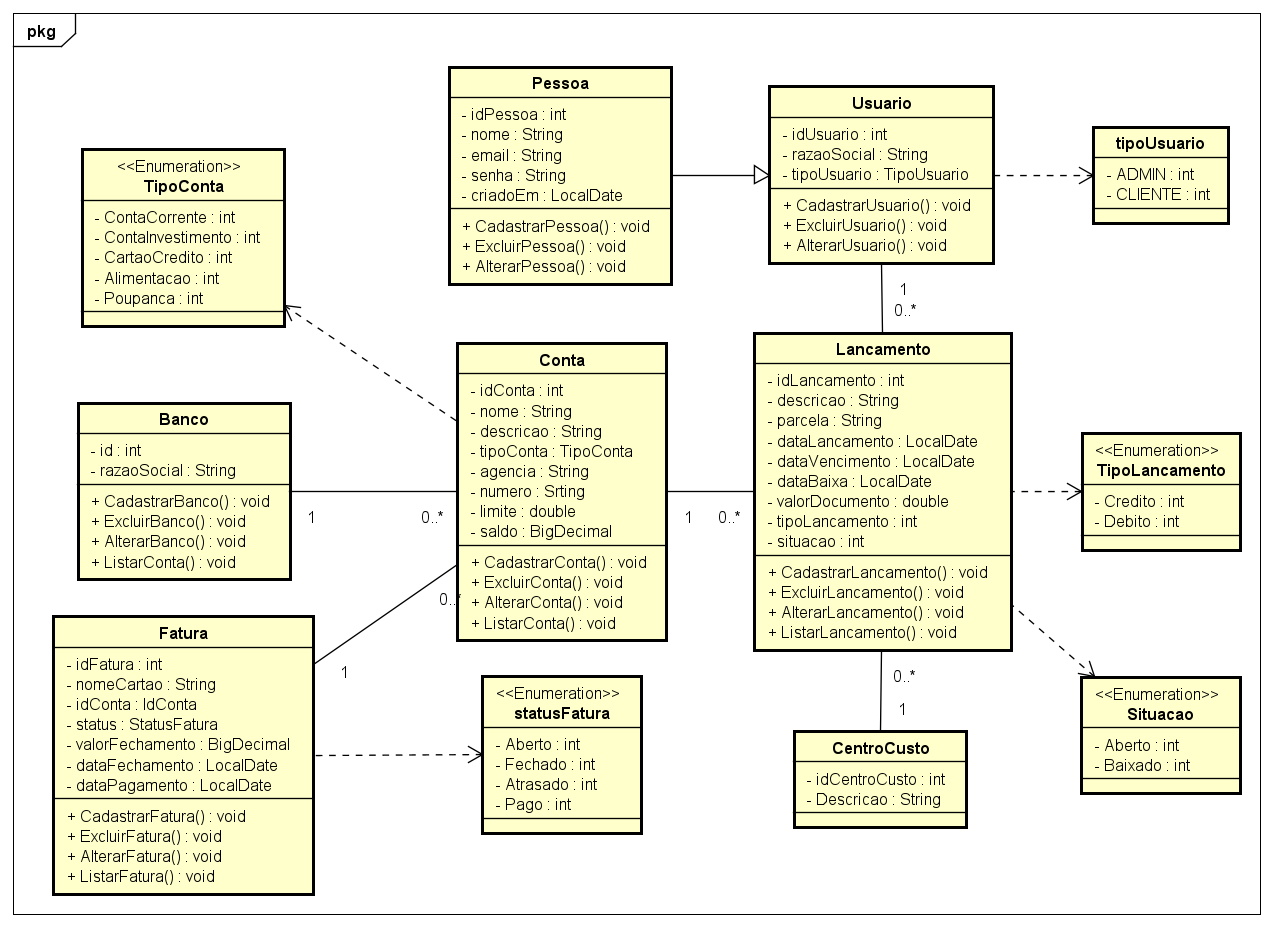 pkg
Pessoa
- idPessoa : int
- nome : String
- email : String
- senha : String
- criadoEm : LocalDate
+ CadastrarPessoa() : void
+ ExcluirPessoa() : void
+ AlterarPessoa() : void
Usuario
- idUsuario : int
- razaoSocial : String
- tipoUsuario : TipoUsuario
+ CadastrarUsuario() : void
+ ExcluirUsuario() : void
+ AlterarUsuario() : void
tipoUsuario
- ADMIN : int
- CLIENTE : int
<<Enumeration>>
TipoConta
- ContaCorrente : int
- ContaInvestimento : int
- CartaoCredito : int
- Alimentacao : int
- Poupanca : int
1
0..*
Conta
- idConta : int
- nome : String
- descricao : String
- tipoConta : TipoConta
- agencia : String
- numero : Srting
- limite : double
- saldo : BigDecimal
+ CadastrarConta() : void
+ ExcluirConta() : void
+ AlterarConta() : void
+ ListarConta() : void
Lancamento
- idLancamento : int
- descricao : String
- parcela : String
- dataLancamento : LocalDate
- dataVencimento : LocalDate
- dataBaixa : LocalDate
- valorDocumento : double
- tipoLancamento : int
- situacao : int
+ CadastrarLancamento() : void
+ ExcluirLancamento() : void
+ AlterarLancamento() : void
+ ListarLancamento() : void
Banco
- id : int
- razaoSocial : String
+ CadastrarBanco() : void
+ ExcluirBanco() : void
+ AlterarBanco() : void
+ ListarConta() : void
1
0..*
1
0..*
<<Enumeration>>
TipoLancamento
- Credito : int
- Debito : int
0..*
1
Fatura
- idFatura : int
- nomeCartao : String
- idConta : IdConta
- status : StatusFatura
- valorFechamento : BigDecimal
- dataFechamento : LocalDate
- dataPagamento : LocalDate
+ CadastrarFatura() : void
+ ExcluirFatura() : void
+ AlterarFatura() : void
+ ListarFatura() : void
<<Enumeration>>
statusFatura
- Aberto : int
- Fechado : int
- Atrasado : int
- Pago : int
0..*
1
CentroCusto
- idCentroCusto : int
- Descricao : String
<<Enumeration>>
Situacao
- Aberto : int
- Baixado : int